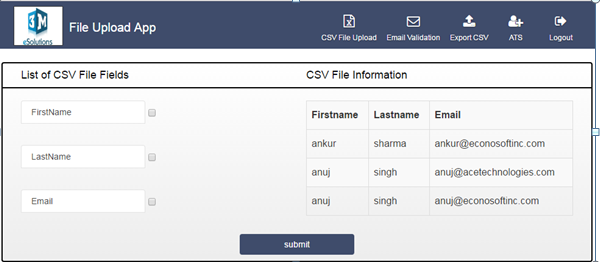 3M
eSolutions
File Upload App
CSV File Upload
Email Validation
Export CSV
ATS
Logout
List of CSV File Fields
CSV File Information
FirstName
LastName
Email
Firstname Lastname Email
ankur sharma ankur@econosoftinc.com
anuj singh anuj@acetechnologies.com
anuj singh anuj@econosoftinc.com
submit